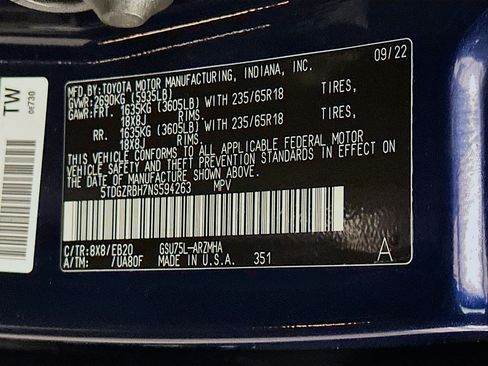 09/22
MFD.BY:TOYOTA MOTOR MANUFACTURING, INDIANA, INC.
GVWR:2690KG (5935LB)
GAWR:FRT. 1635KG (3605LB) WITH 235/65R18 TIRES,
18X8J RIMS.
RR. 1635KG (3605LB) WITH 235/65R18 TIRES,
18X8J RIMS.
THIS VEHICLE CONFORMS TO ALL APPLICABLE FEDERAL MOTOR
VEHICLE SAFETY AND THEFT PREVENTION STANDARDS IN EFFECT ON
THE DATE OF MANUFACTURE SHOWN ABOVE.
5TDGZRBH7NS594263 MPV
C/TR:8X8/EB20 GSU75L-ARZMHA
A/TM: /UA80F MADE IN U.S.A. 351
A
TW
0E730